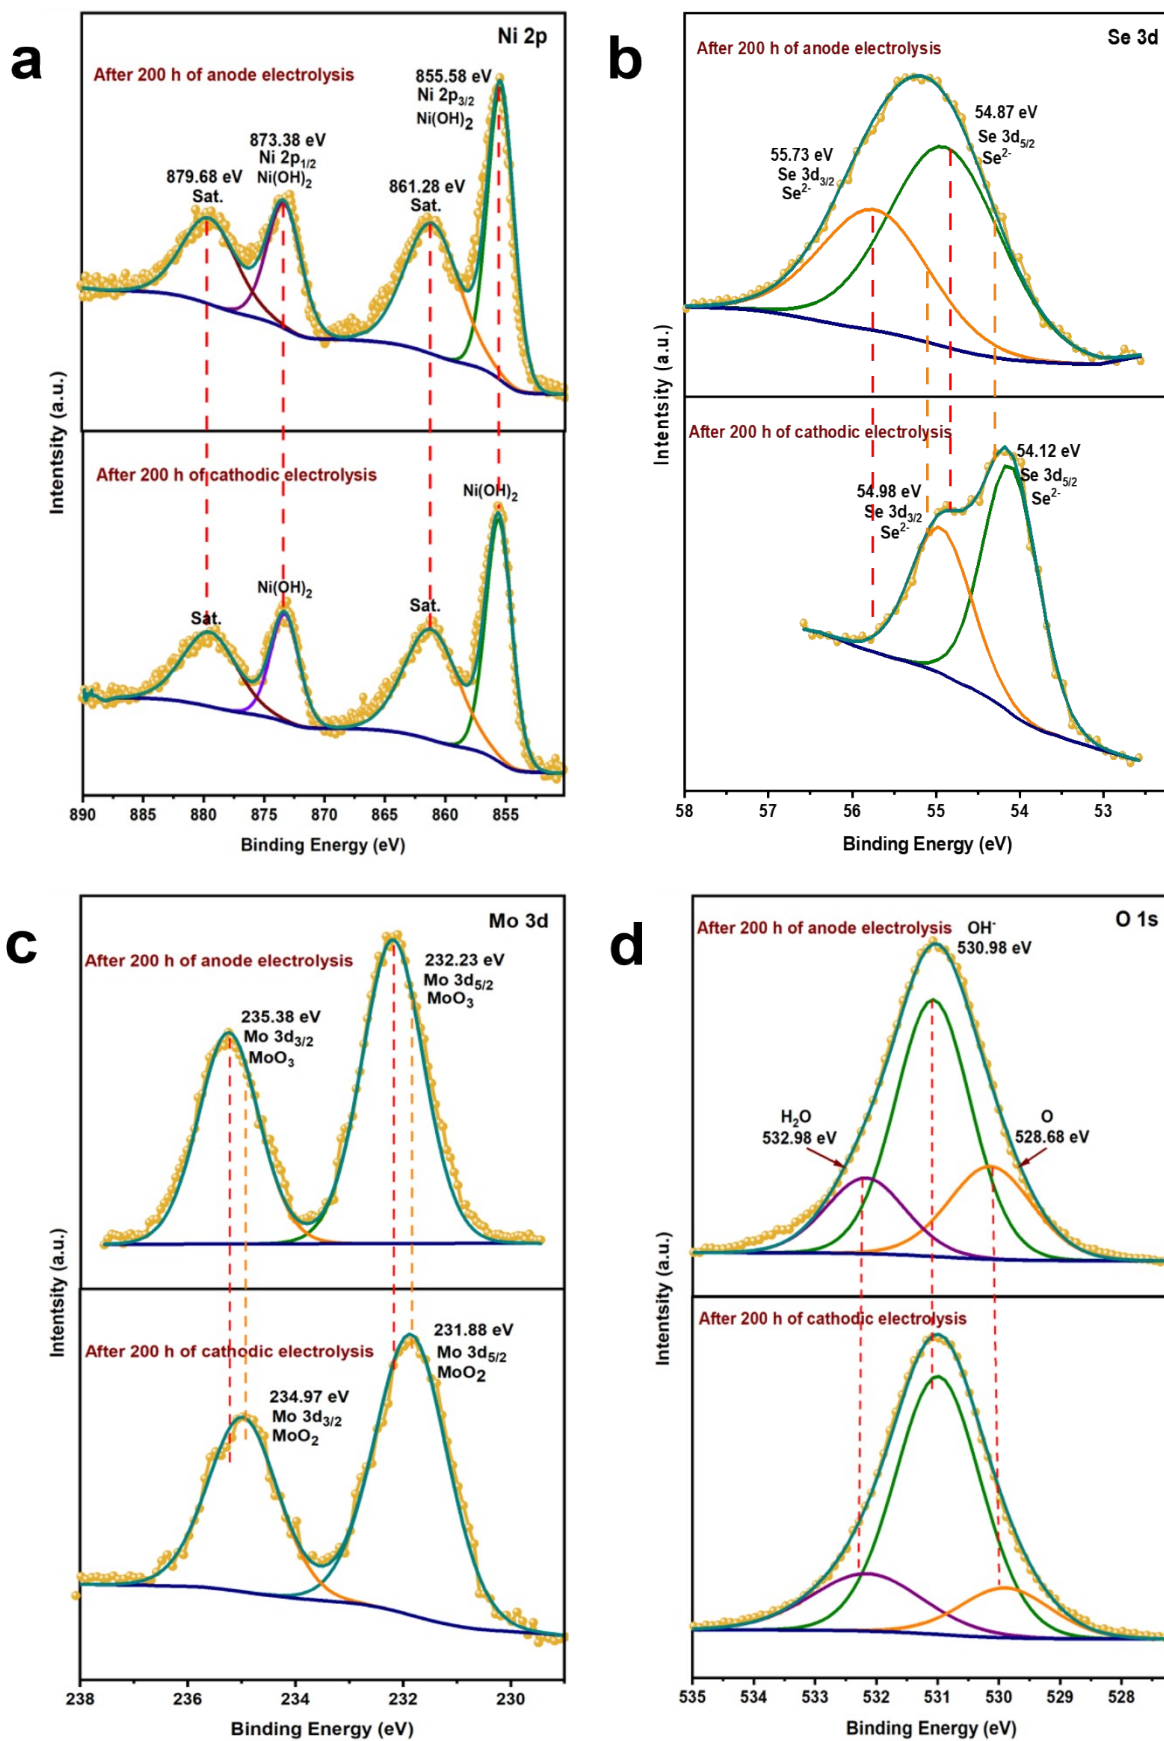 a
Ni 2p
After 200 h of anode electrolysis
855.58 eV
Ni 2p3/2
Ni(OH)2
873.38 eV
Ni 2p1/2
Ni(OH)2
879.68 eV
Sat.
861.28 eV
Sat.
After 200 h of cathodic electrolysis
Ni(OH)2
Ni(OH)2
Sat.
Sat.
Intentsity (a.u.)
890 885 880 875 870 865 860 855
Binding Energy (eV)
b
Se 3d
After 200 h of anode electrolysis
54.87 eV
Se 3d5/2
Se2-
55.73 eV
Se 3d3/2
Se2-
After 200 h of cathodic electrolysis
54.12 eV
Se 3d5/2
Se2-
54.98 eV
Se 3d3/2
Se2-
Intentsity (a.u.)
58 57 56 55 54 53
Binding Energy (eV)
c
Mo 3d
After 200 h of anode electrolysis
232.23 eV
Mo 3d5/2
MoO3
235.38 eV
Mo 3d3/2
MoO3
After 200 h of cathodic electrolysis
231.88 eV
Mo 3d5/2
MoO2
234.97 eV
Mo 3d3/2
MoO2
Intentsity (a.u.)
238 236 234 232 230
Binding Energy (eV)
d
O 1s
After 200 h of anode electrolysis
OH-
530.98 eV
H2O
532.98 eV
O
528.68 eV
After 200 h of cathodic electrolysis
Intentsity (a.u.)
535 534 533 532 531 530 529 528
Binding Energy (eV)